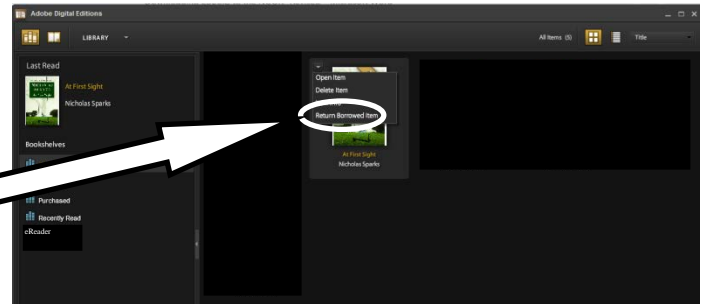 Adobe Digital Editions
LIBRARY
All Items (5)
Title
Last Read
At First Sight
Nicholas Sparks
Bookshelves
Purchased
Recently Read
eReader
Open Item
Delete Item
Return Borrowed Item
At First Sight
Nicholas Sparks